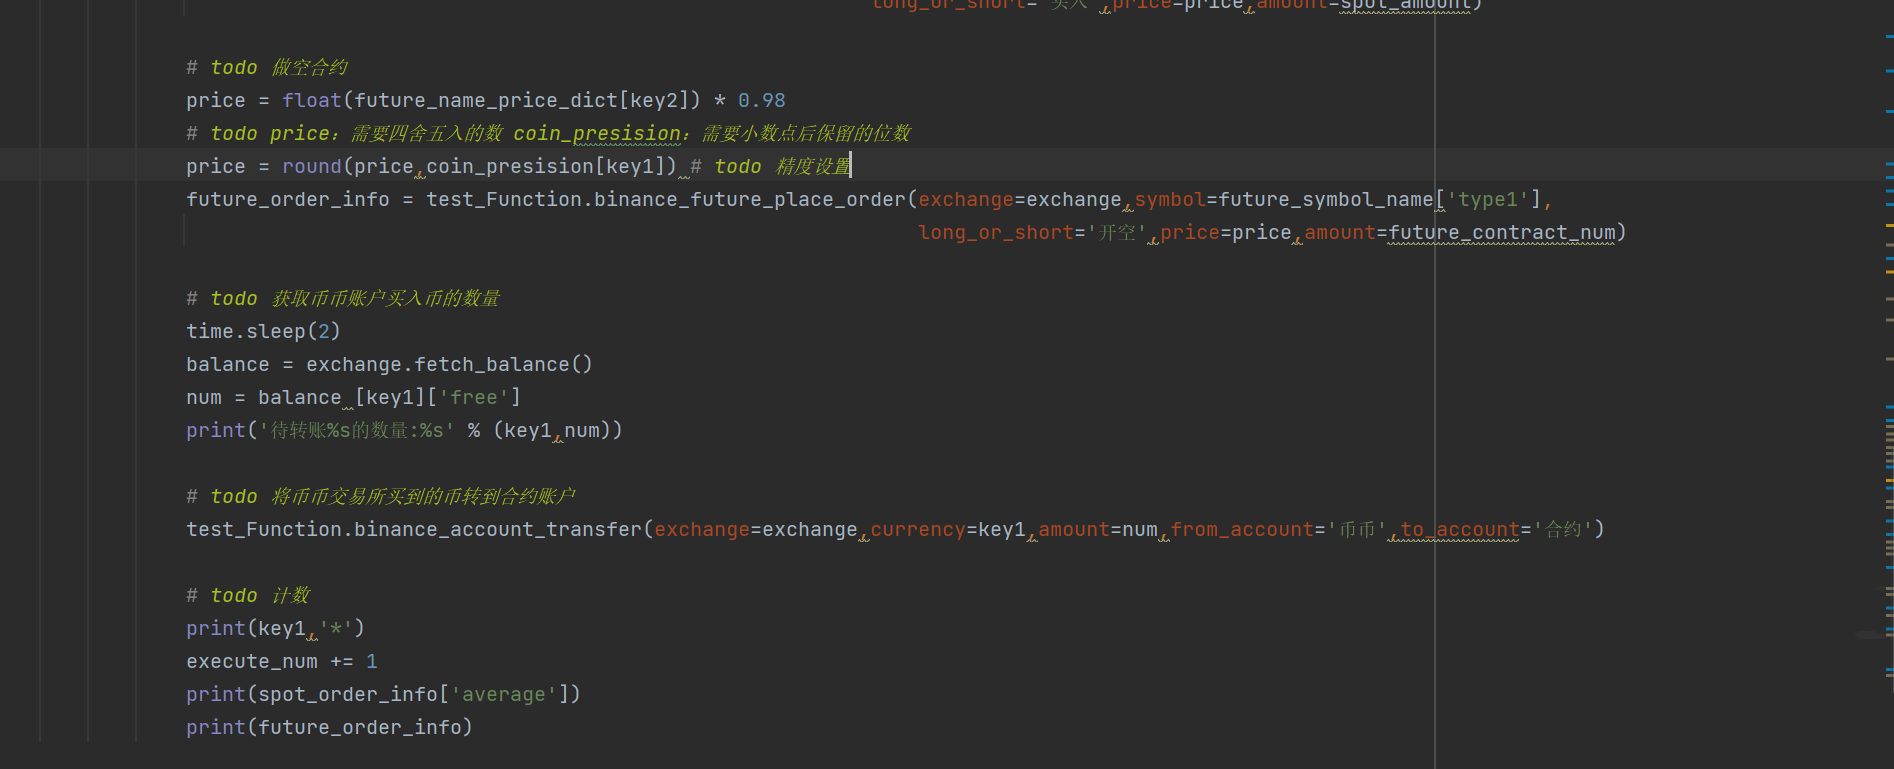 long_or_short='买入',price=price,amount=spot_amount)
# todo 做空合约
price = float(future_name_price_dict[key2]) * 0.98
# todo price：需要四舍五入的数 coin_presision：需要小数点后保留的位数
price = round(price,coin_presision[key1]) # todo 精度设置
future_order_info = test_Function.binance_future_place_order(exchange=exchange,symbol=future_symbol_name['type1'],
long_or_short='开空',price=price,amount=future_contract_num)
# todo 获取币币账户买入币的数量
time.sleep(2)
balance = exchange.fetch_balance()
num = balance [key1]['free']
print('待转账%s的数量:%s' % (key1,num))
# todo 将币币交易所买到的币转到合约账户
test_Function.binance_account_transfer(exchange=exchange,currency=key1,amount=num,from_account='币币',to_account='合约')
# todo 计数
print(key1,'*')
execute_num += 1
print(spot_order_info['average'])
print(future_order_info)